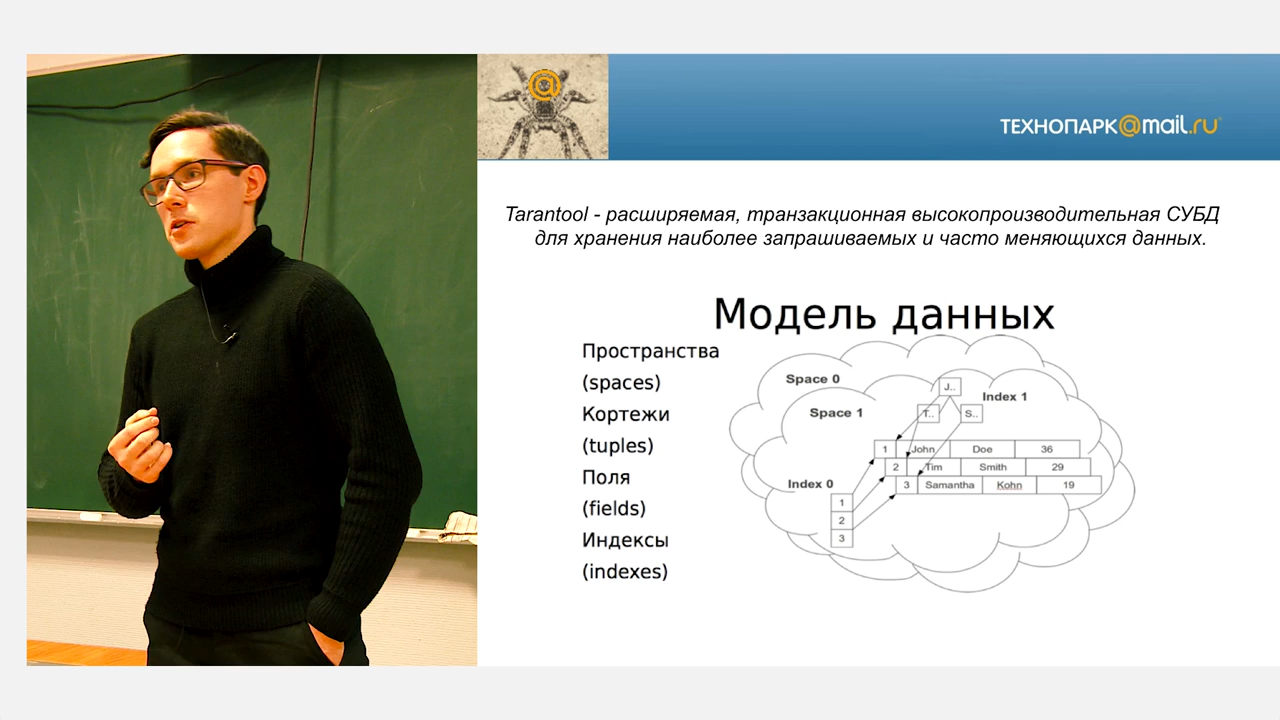 ТЕХНОПАРК@mail.ru
Tarantool - расширяемая, транзакционная высокопроизводительная СУБД
для хранения наиболее запрашиваемых и часто меняющихся данных.
Модель данных
Пространства
(spaces)
Кортежи
(tuples)
Поля
(fields)
Индексы
(indexes)
Space 0
Space 1
Index 1
J..
T.. S..
1 John Doe 36
2 Tim Smith 29
3 Samantha Kohn 19
Index 0
1
2
3